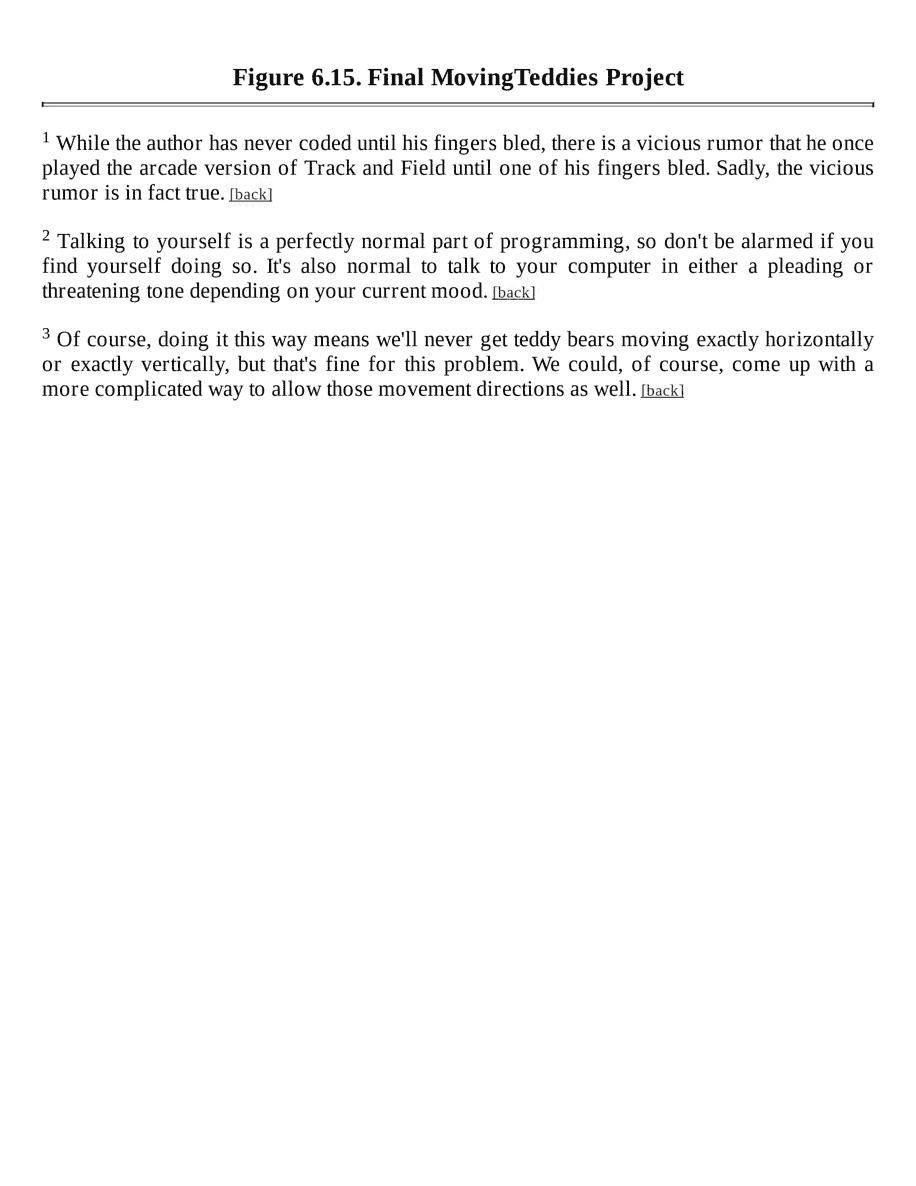 Figure 6.15. Final MovingTeddies Project
1 While the author has never coded until his fingers bled, there is a vicious rumor that he once
played the arcade version of Track and Field until one of his fingers bled. Sadly, the vicious
rumor is in fact true. [back]
2 Talking to yourself is a perfectly normal part of programming, so don't be alarmed if you
find yourself doing so. It's also normal to talk to your computer in either a pleading or
threatening tone depending on your current mood. [back]
3 Of course, doing it this way means we'll never get teddy bears moving exactly horizontally
or exactly vertically, but that's fine for this problem. We could, of course, come up with a
more complicated way to allow those movement directions as well. [back]